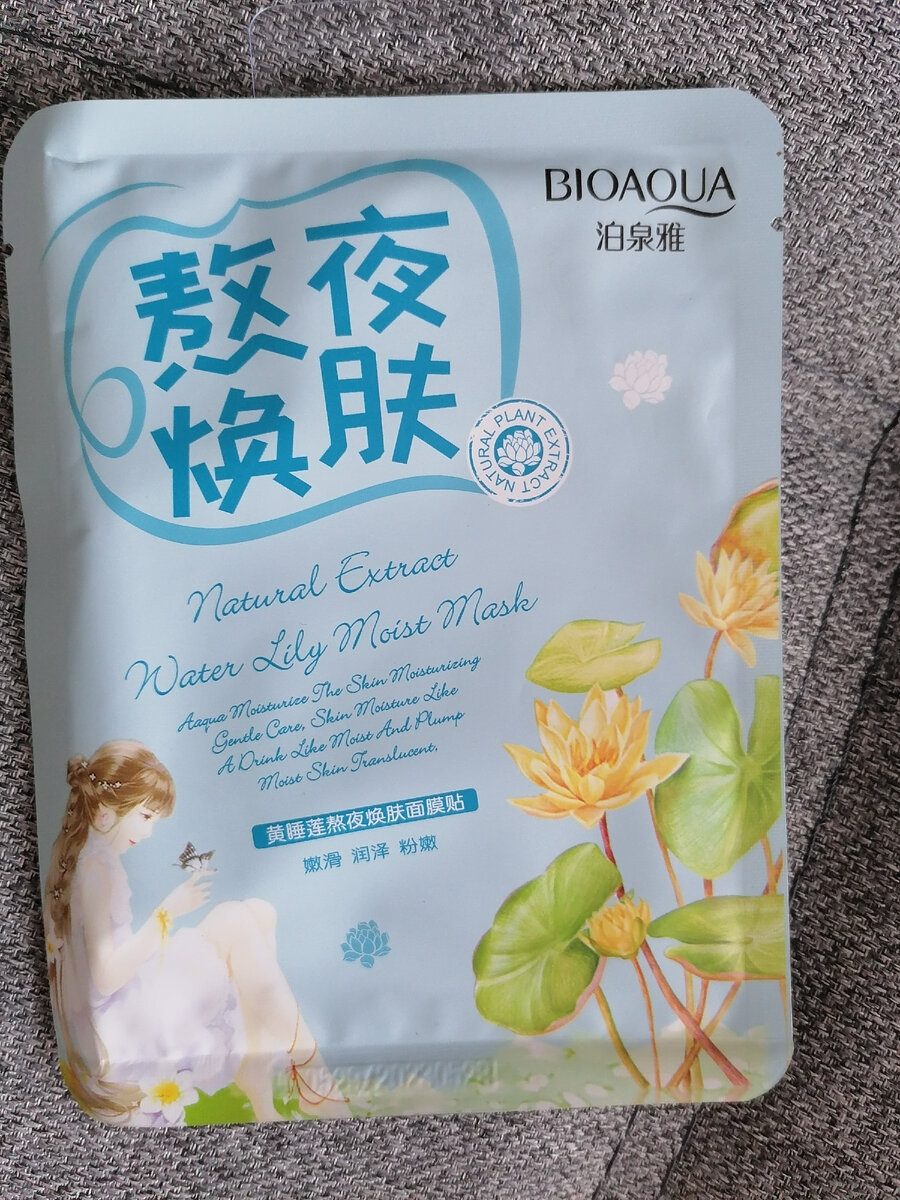 BIOAQUA
泊泉雅
熬夜
焕肤
NATURAL PLANT EXTRACT
Natural Extract
Water Lily Moist Mask
Aaqua Moisturize The Skin Moisturizing
Gentle Care, Skin Moisture Like
A Drink Like Moist And Plump
Moist Skin Translucent.
黄睡莲熬夜焕肤面膜贴
嫩滑 润泽 粉嫩